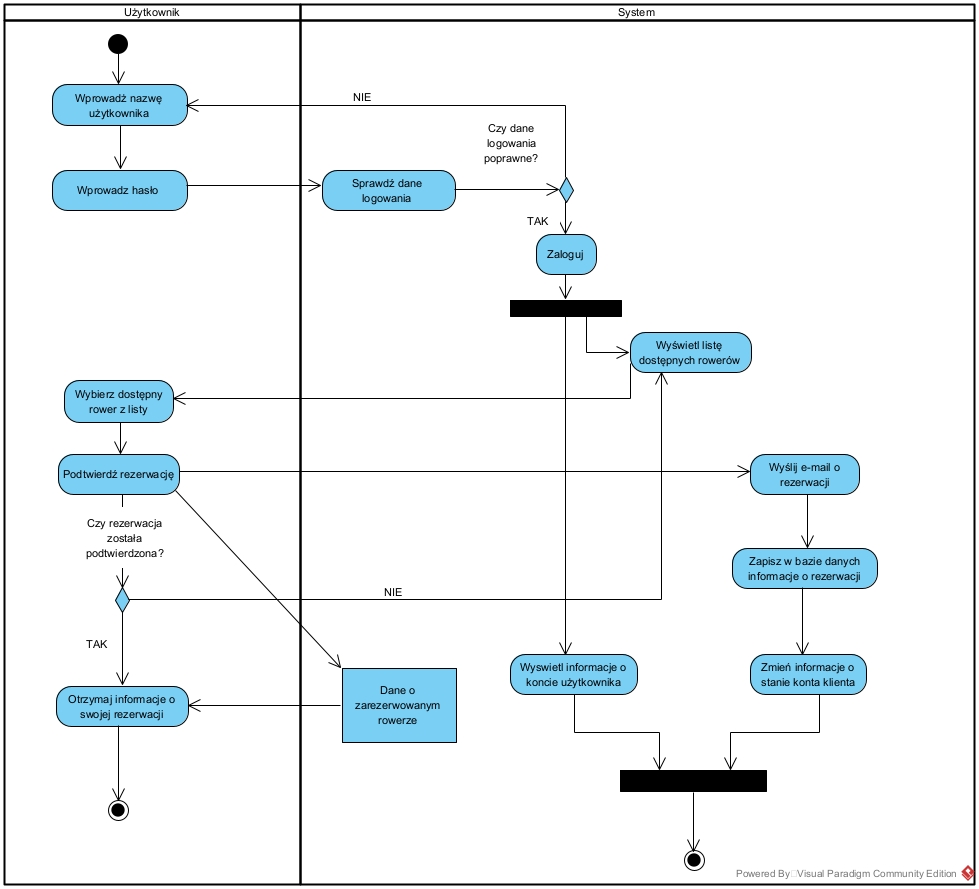 Użytkownik
System
Wprowadź nazwę
użytkownika
NIE
Czy dane
logowania
poprawne?
Wprowadz hasło
Sprawdź dane
logowania
TAK
Zaloguj
Wyświetl listę
dostępnych rowerów
Wybierz dostępny
rower z listy
Podtwierdź rezerwację
Wyślij e-mail o
rezerwacji
Czy rezerwacja
została
podtwierdzona?
Zapisz w bazie danych
informacje o rezerwacji
NIE
TAK
Wyswietl informacje o
koncie użytkownika
Zmień informacje o
stanie konta klienta
Otrzymaj informacje o
swojej rezerwacji
Dane o
zarezerwowanym
rowerze
Powered By Visual Paradigm Community Edition